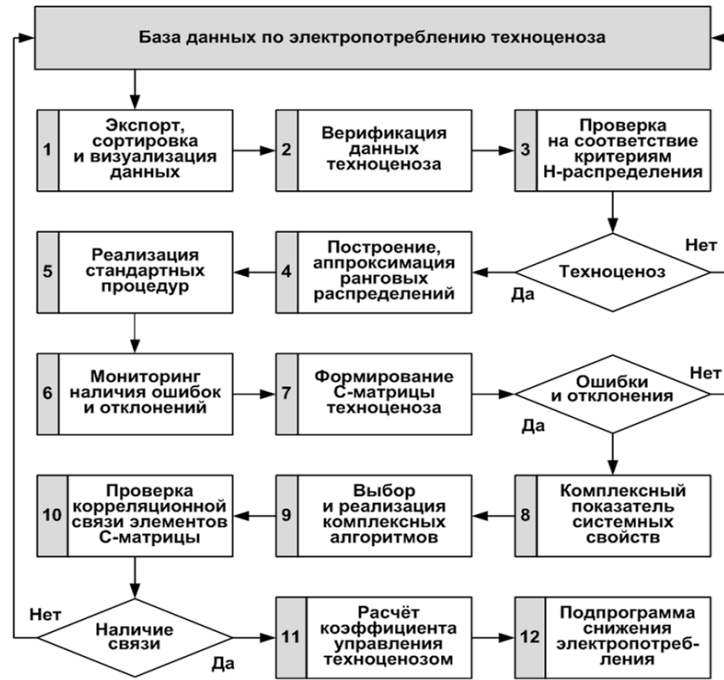 База данных по электропотреблению техноценоза
1
Экспорт,
сортировка
и визуализация
данных
2
Верификация
данных
техноценоза
3
Проверка
на соответствие
критериям
Н-распределения
Техноценоз
Нет
Да
4
Построение,
аппроксимация
ранговых
распределений
5
Реализация
стандартных
процедур
6
Мониторинг
наличия ошибок
и отклонений
7
Формирование
С-матрицы
техноценоза
Ошибки
и отклонения
Нет
Да
8
Комплексный
показатель
системных
свойств
9
Выбор
и реализация
комплексных
алгоритмов
10
Проверка
корреляционной
связи элементов
С-матрицы
Наличие
связи
Нет
Да
11
Расчёт
коэффициента
управления
техноценозом
12
Подпрограмма
снижения
электропотреб-
ления